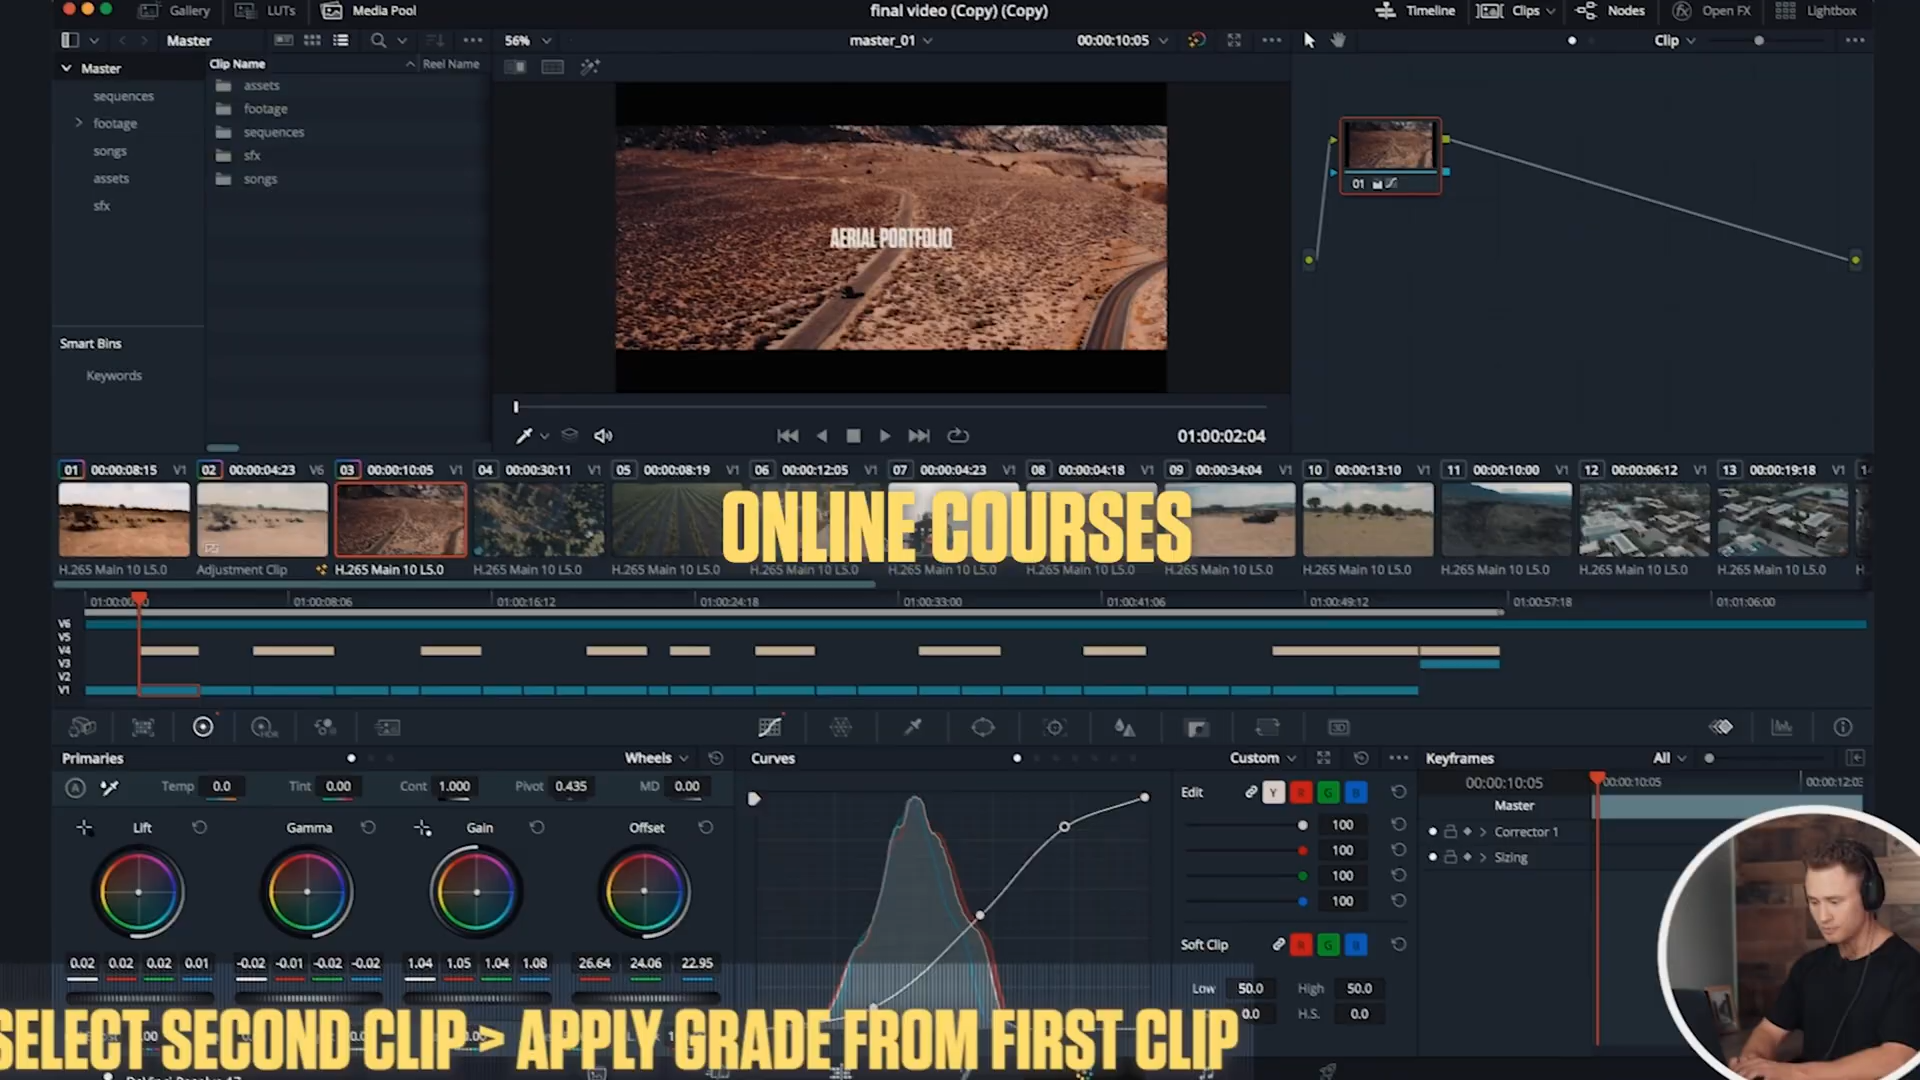 Gallery LUTs Media Pool final video (Copy) (Copy) Timeline Clips Nodes Open FX Lightbox
Master 56% master_01 00:00:10:05 Clip
Master
sequences
footage
songs
assets
sfx
Smart Bins
Keywords
Clip Name Reel Name
assets
footage
sequences
sfx
songs
AERIAL PORTFOLIO
01
01:00:02:04
01 00:00:08:15 V1 02 00:00:04:23 V6 03 00:00:10:05 V1 04 00:00:30:11 V1 05 00:00:08:19 V1 06 00:00:12:05 V1 07 00:00:04:23 V1 08 00:00:04:18 V1 09 00:00:34:04 V1 10 00:00:13:10 V1 11 00:00:10:00 V1 12 00:00:06:12 V1 13 00:00:19:18 V1 14
ONLINE COURSES
H.265 Main 10 L5.0 Adjustment Clip H.265 Main 10 L5.0 H.265 Main 10 L5.0 H.265 Main 10 L5.0 H.265 Main 10 L5.0 H.265 Main 10 L5.0 H.265 Main 10 L5.0 H.265 Main 10 L5.0 H.265 Main 10 L5.0 H.265 Main 10 L5.0 H.265 Main 10 L5.0 H.265 Main 10 L5.0 H.
01:00:00 01:00:08:06 01:00:16:12 01:00:24:18 01:00:33:00 01:00:41:06 01:00:49:12 01:00:57:18 01:01:06:00
V6
V5
V4
V3
V2
V1
HDR 3D
Primaries Wheels
A Temp 0.0 Tint 0.00 Cont 1.000 Pivot 0.435 MD 0.00
Lift Gamma Gain Offset
0.02 0.02 0.02 0.01 -0.02 -0.01 -0.02 -0.02 1.04 1.05 1.04 1.08 26.64 24.06 22.95
Curves Custom
Edit Y R G B
100
100
100
100
Soft Clip R G B
Low 50.0 High 50.0
0.0 H.S. 0.0
Keyframes All
00:00:10:05 00:00:10:05 00:00:12:03
Master
Corrector 1
Sizing
SELECT SECOND CLIP > APPLY GRADE FROM FIRST CLIP